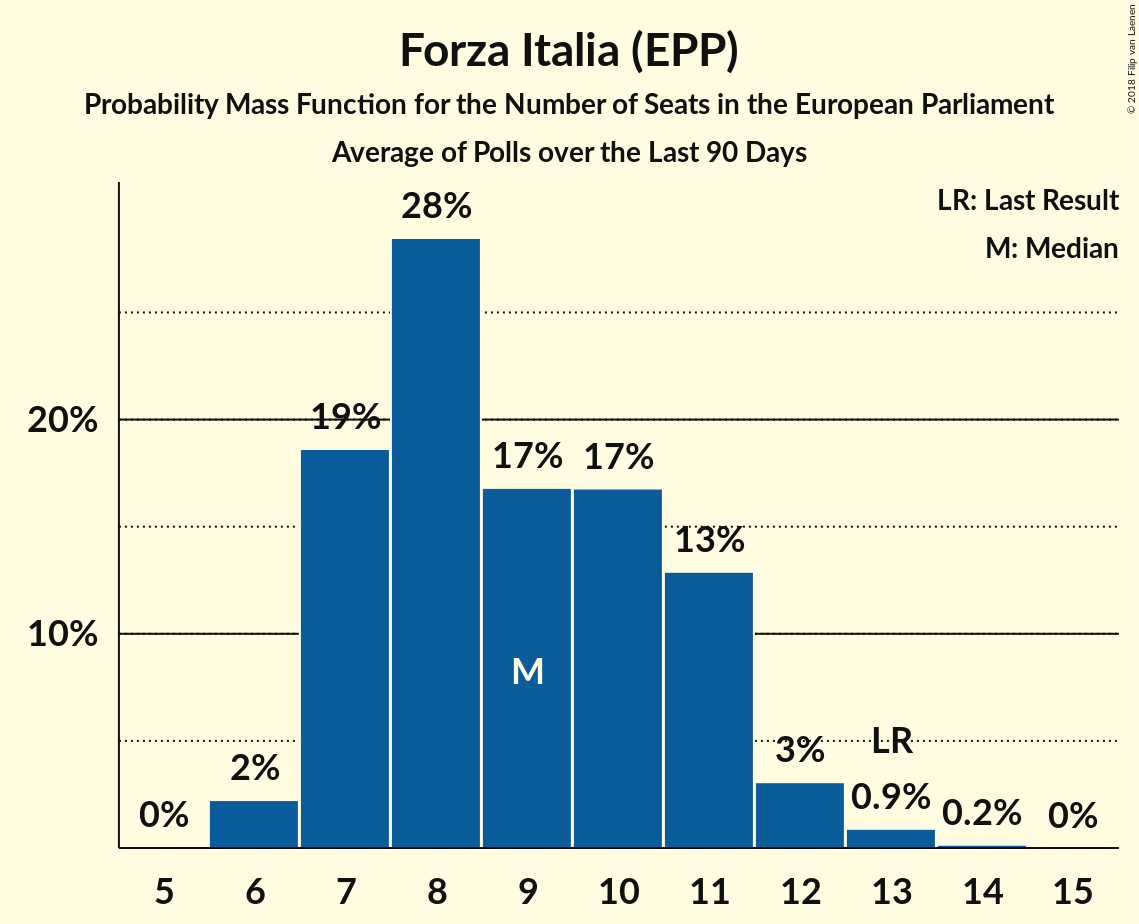 Forza Italia (EPP)
Probability Mass Function for the Number of Seats in the European Parliament
Average of Polls over the Last 90 Days
© 2018 Filip van Laenen
LR: Last Result
M: Median
28%
20%
19%
17%
17%
13%
10%
M
LR
3%
2%
0.9%
0.2%
0%
0%
5 6 7 8 9 10 11 12 13 14 15